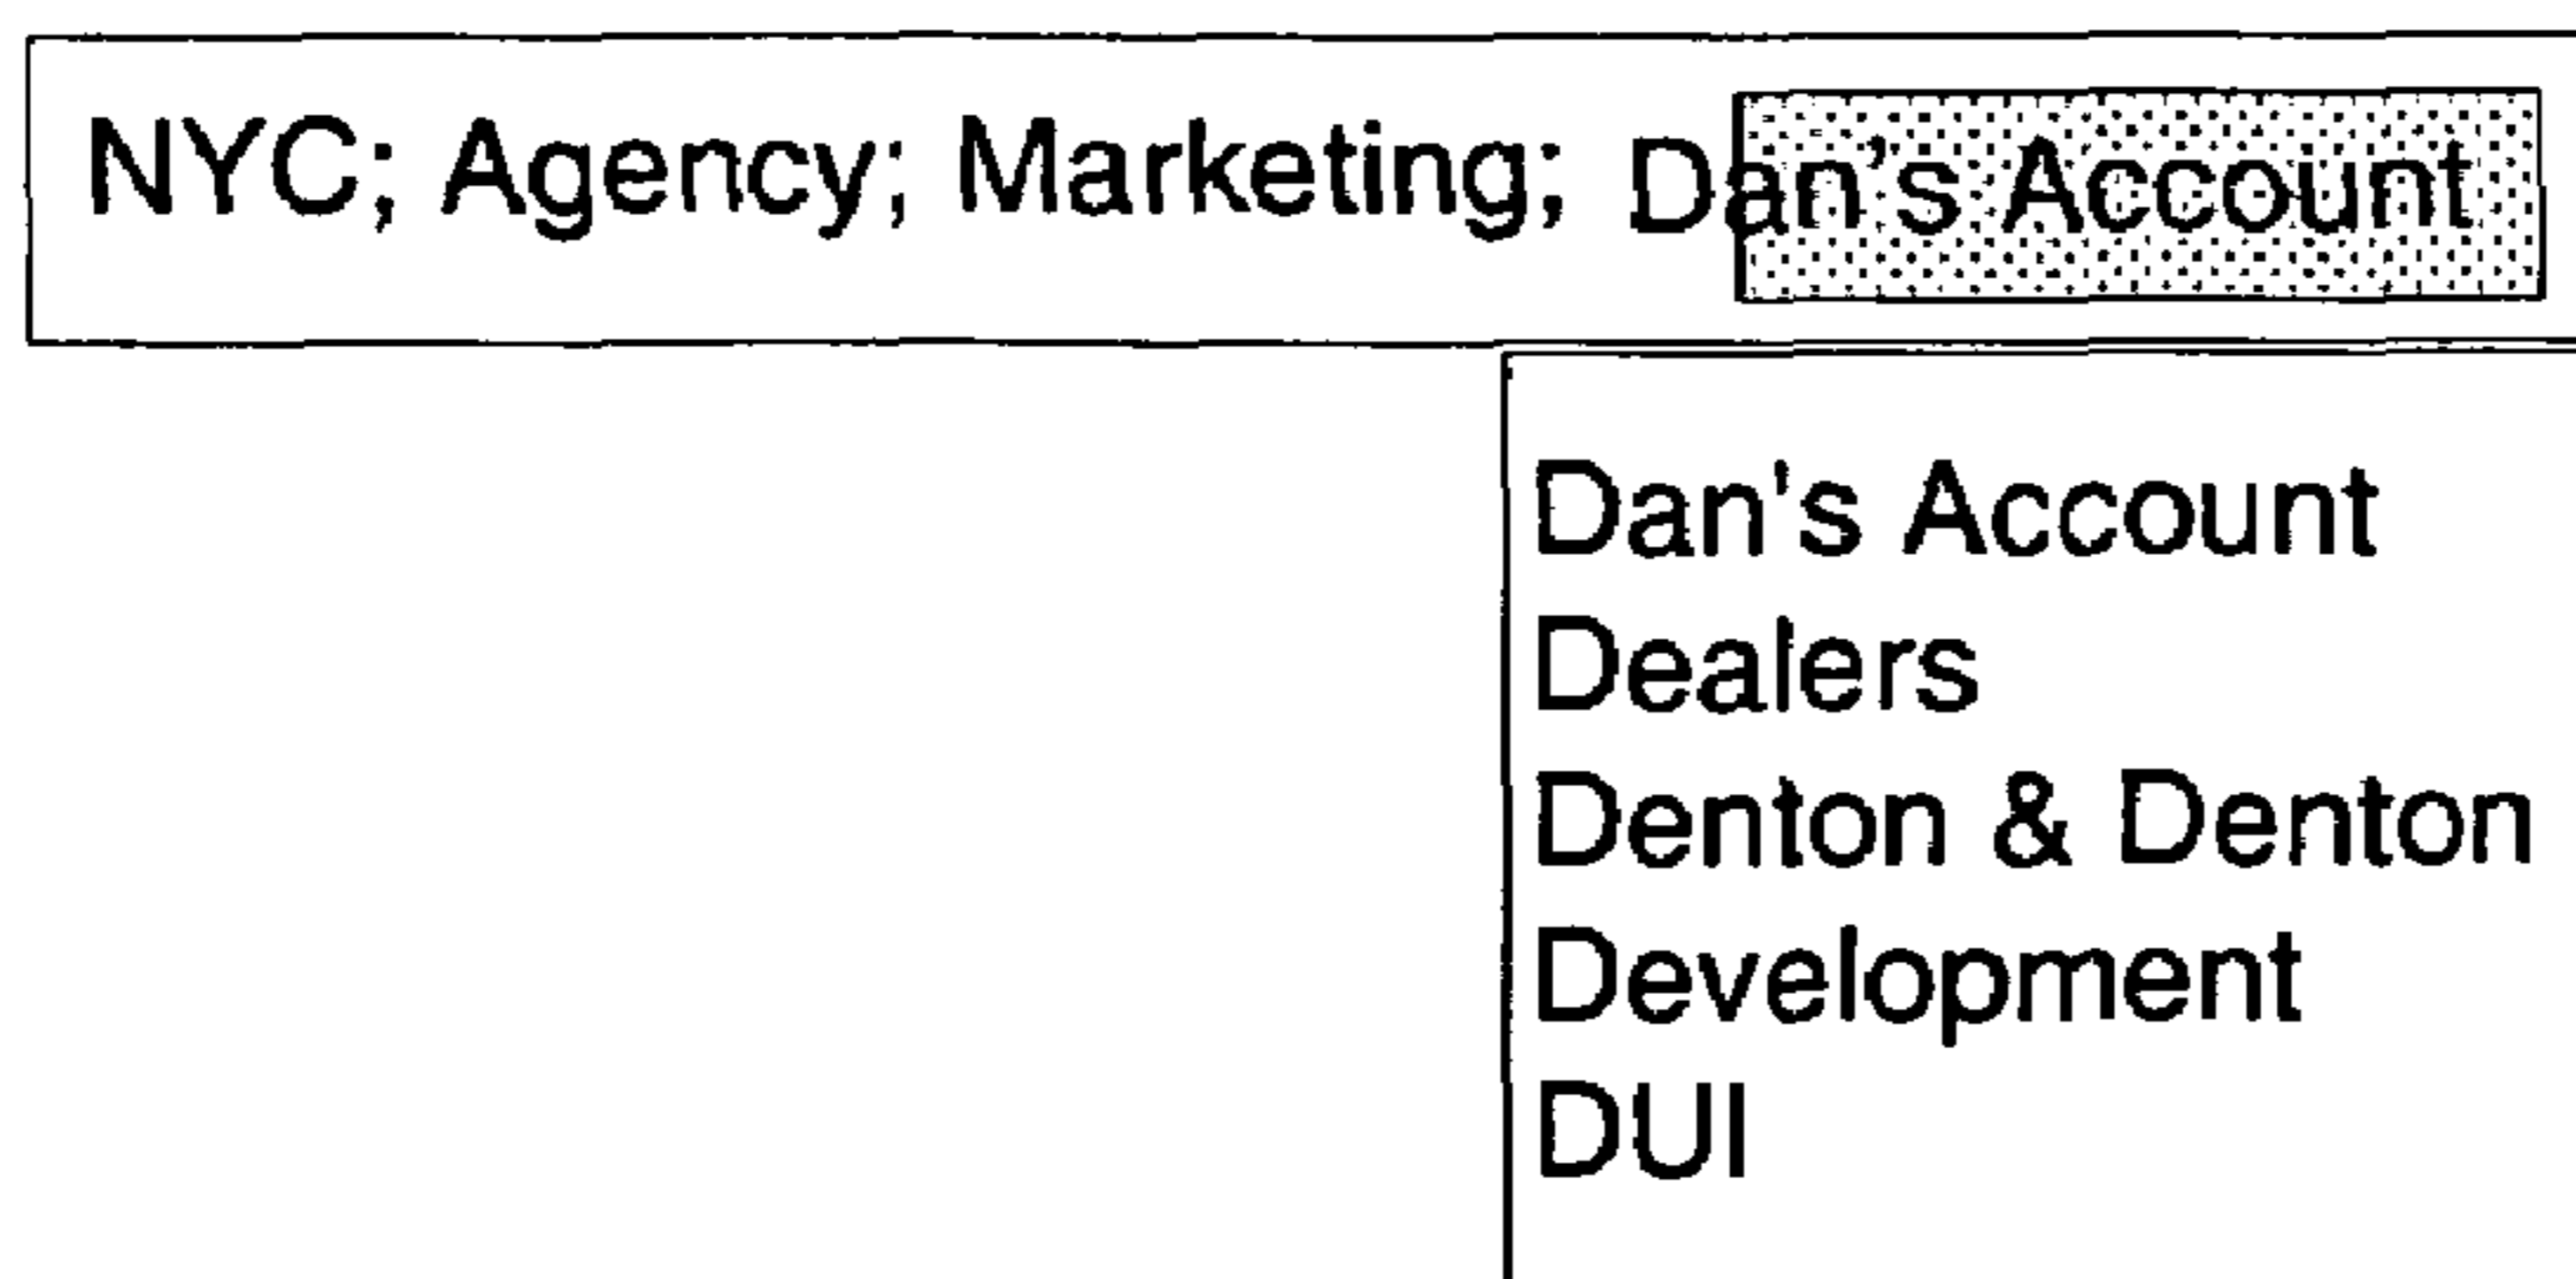 NYC; Agency; Marketing; Dan's Account
Dan's Account
Dealers
Denton & Denton
Development
DUI